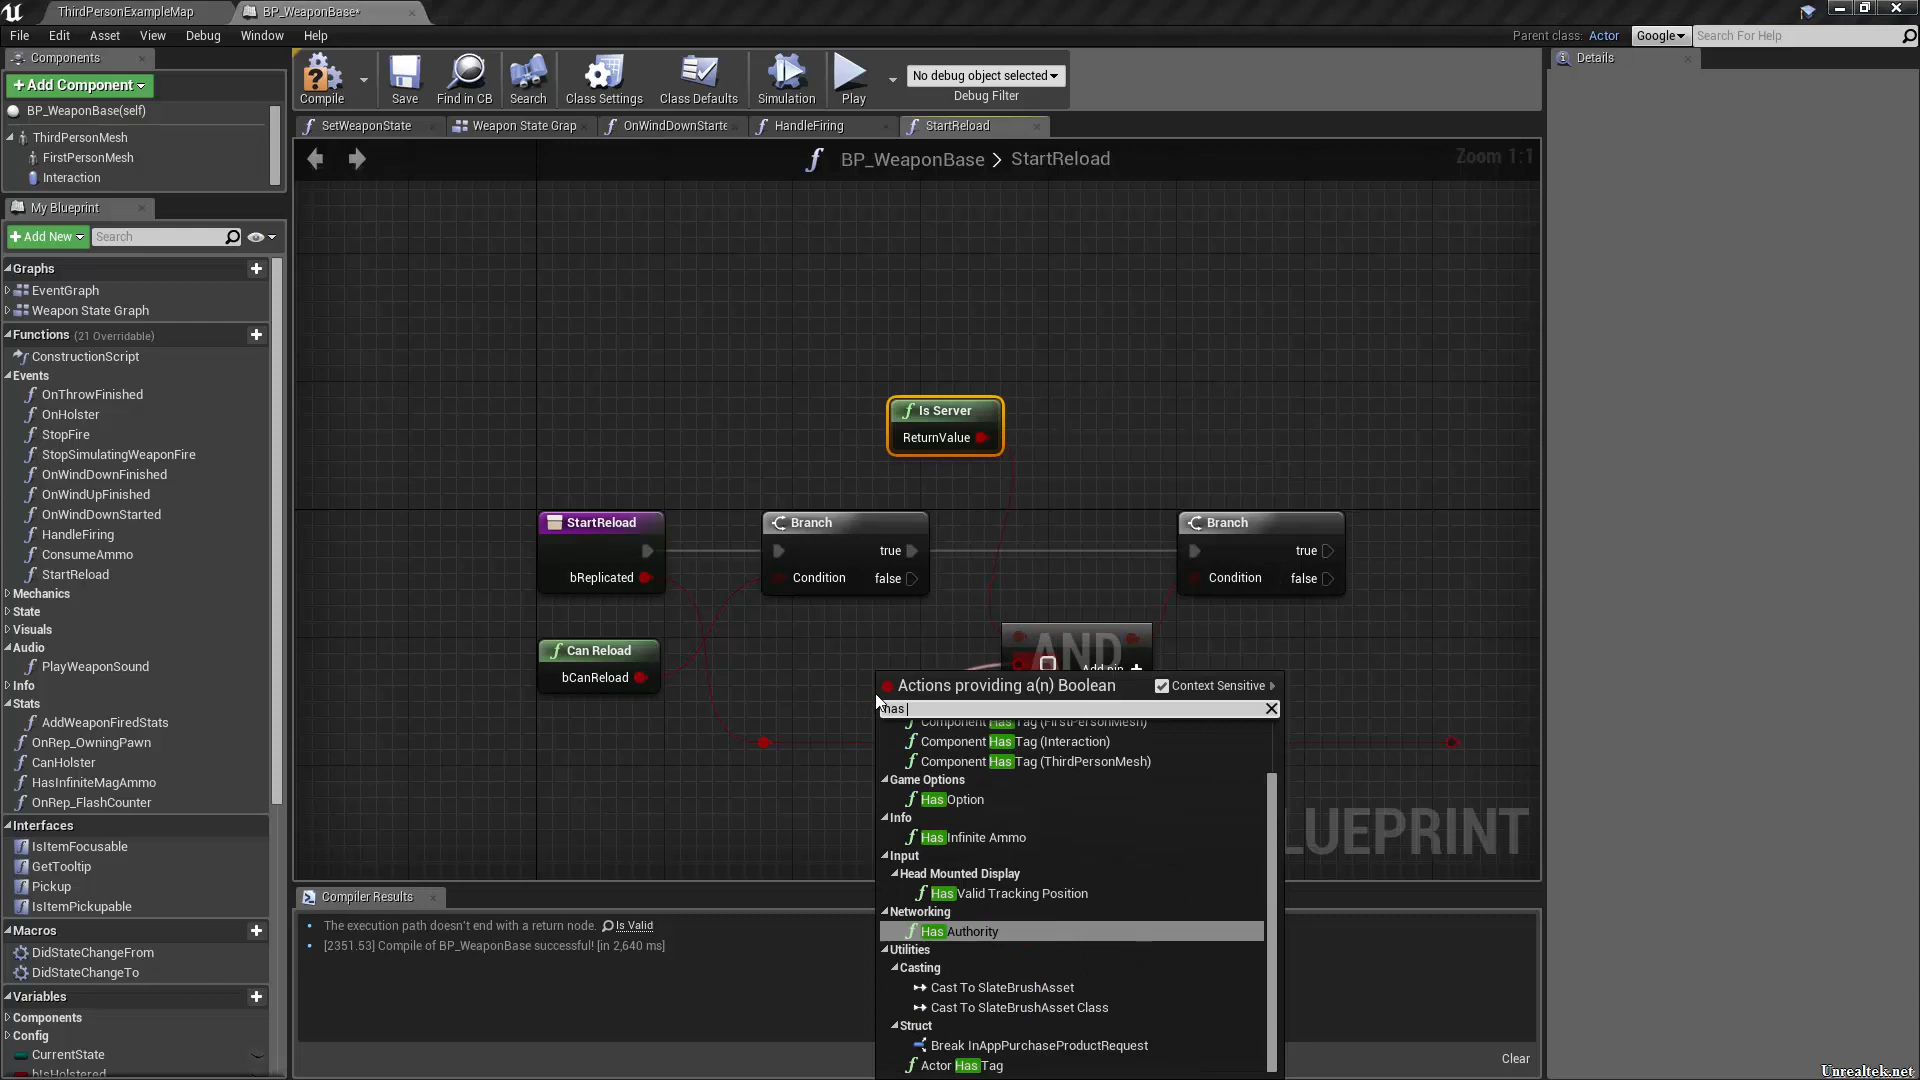 ThirdPersonExampleMap
BP_WeaponBase*
File Edit Asset View Debug Window Help
Parent class: Actor
Google
Search For Help
Components
Add Component
BP_WeaponBase(self)
ThirdPersonMesh
FirstPersonMesh
Interaction
My Blueprint
Add New
Search
Graphs
EventGraph
Weapon State Graph
Functions (21 Overridable)
ConstructionScript
Events
OnThrowFinished
OnHolster
StopFire
StopSimulatingWeaponFire
OnWindDownFinished
OnWindUpFinished
OnWindDownStarted
HandleFiring
ConsumeAmmo
StartReload
Mechanics
State
Visuals
Audio
PlayWeaponSound
Info
Stats
AddWeaponFiredStats
OnRep_OwningPawn
CanHolster
HasInfiniteMagAmmo
OnRep_FlashCounter
Interfaces
IsItemFocusable
GetTooltip
Pickup
IsItemPickupable
Macros
DidStateChangeFrom
DidStateChangeTo
Variables
Components
Config
CurrentState
bIsHolstered
Compile
Save
Find in CB
Search
Class Settings
Class Defaults
Simulation
Play
No debug object selected
Debug Filter
SetWeaponState
Weapon State Grap
OnWindDownStarte
HandleFiring
StartReload
BP_WeaponBase > StartReload
Zoom 1:1
Is Server
ReturnValue
StartReload
bReplicated
Branch
true
Condition
false
Branch
true
Condition
false
Can Reload
bCanReload
AND
Add pin
Actions providing a(n) Boolean
Context Sensitive
has
Component Has Tag (FirstPersonMesh)
Component Has Tag (Interaction)
Component Has Tag (ThirdPersonMesh)
Game Options
Has Option
Info
Has Infinite Ammo
Input
Head Mounted Display
Has Valid Tracking Position
Networking
Has Authority
Utilities
Casting
Cast To SlateBrushAsset
Cast To SlateBrushAsset Class
Struct
Break InAppPurchaseProductRequest
Actor Has Tag
LUEPRINT
Compiler Results
The execution path doesn't end with a return node. Is Valid
[2351.53] Compile of BP_WeaponBase successful! [in 2,640 ms]
Clear
Details
Unrealtek.net